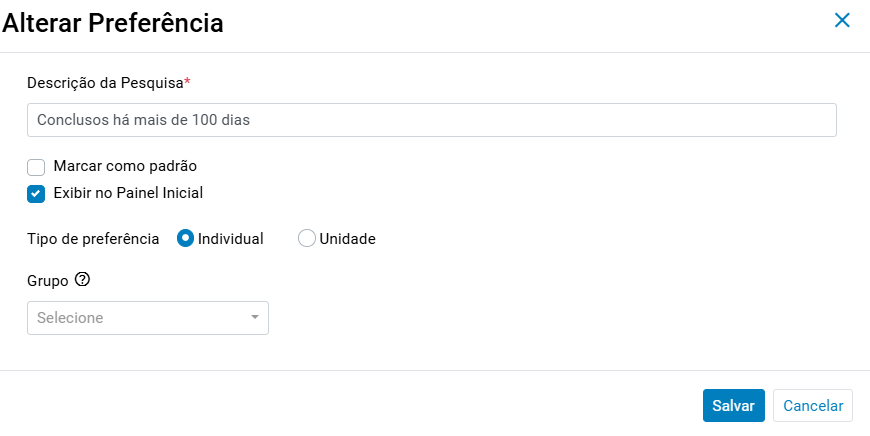 Alterar Preferência
Descrição da Pesquisa*
Conclusos há mais de 100 dias
Marcar como padrão
Exibir no Painel Inicial
Tipo de preferência Individual Unidade
Grupo ?
Selecione
Salvar Cancelar